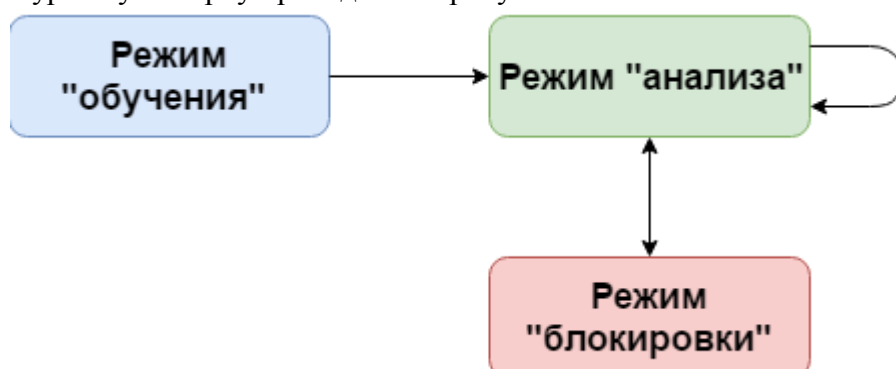 Режим
"обучения"
Режим "анализа"
Режим
"блокировки"